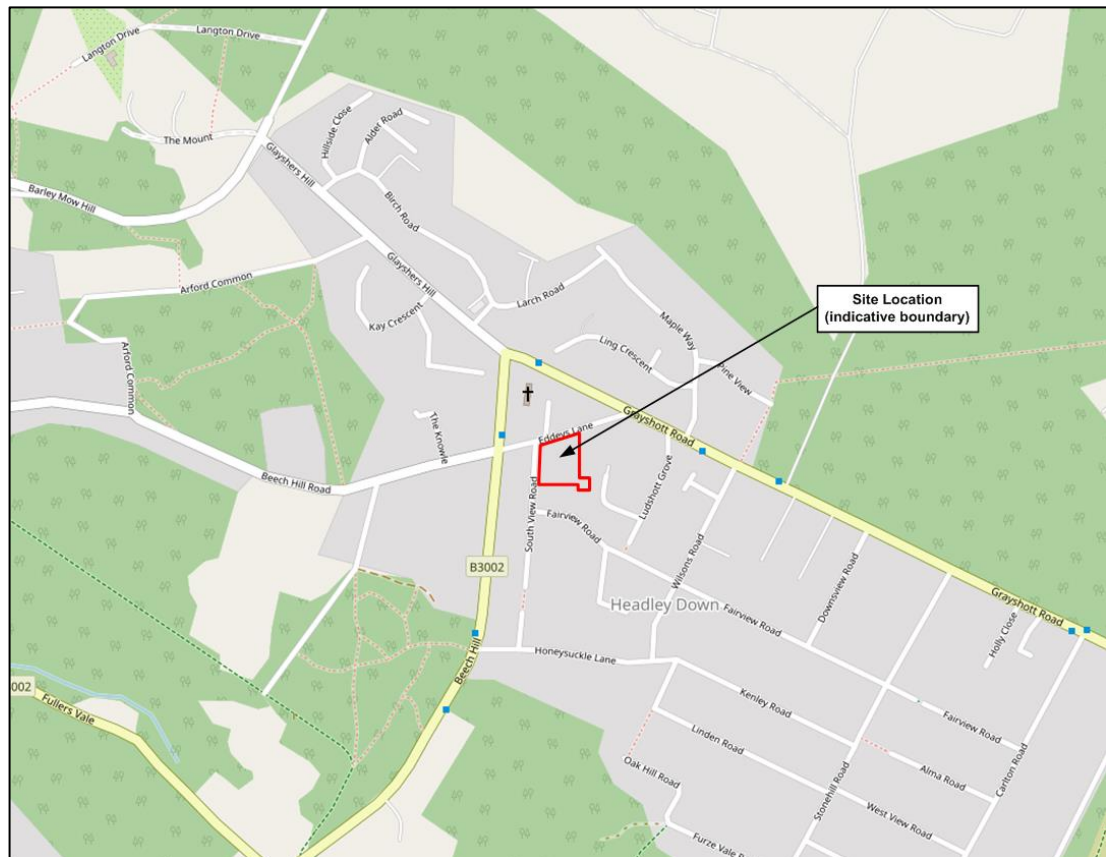 Langton Drive
Langton Drive
The Mount
Hillside Close
Alder Road
Glayshers Hill
Barley Mow Hill
Birch Road
Arford Common
Glayshers Hill
Larch Road
Kay Crescent
Site Location
(indicative boundary)
Maple Way
Ling Crescent
Pine View
Arford Common
The Knowle
Eddeys Lane
Grayshott Road
Beech Hill Road
South View Road
Ludshott Grove
Fairview Road
Wilsons Road
B3002
Headley Down
Downsview Road
Grayshott Road
Fairview Road
Holly Close
Honeysuckle Lane
Beech Hill
002
Fullers Vale
Kenley Road
Linden Road
Fairview Road
Carlton Road
Oak Hill Road
Stonehill Road
Alma Road
West View Road
Furze Vale R